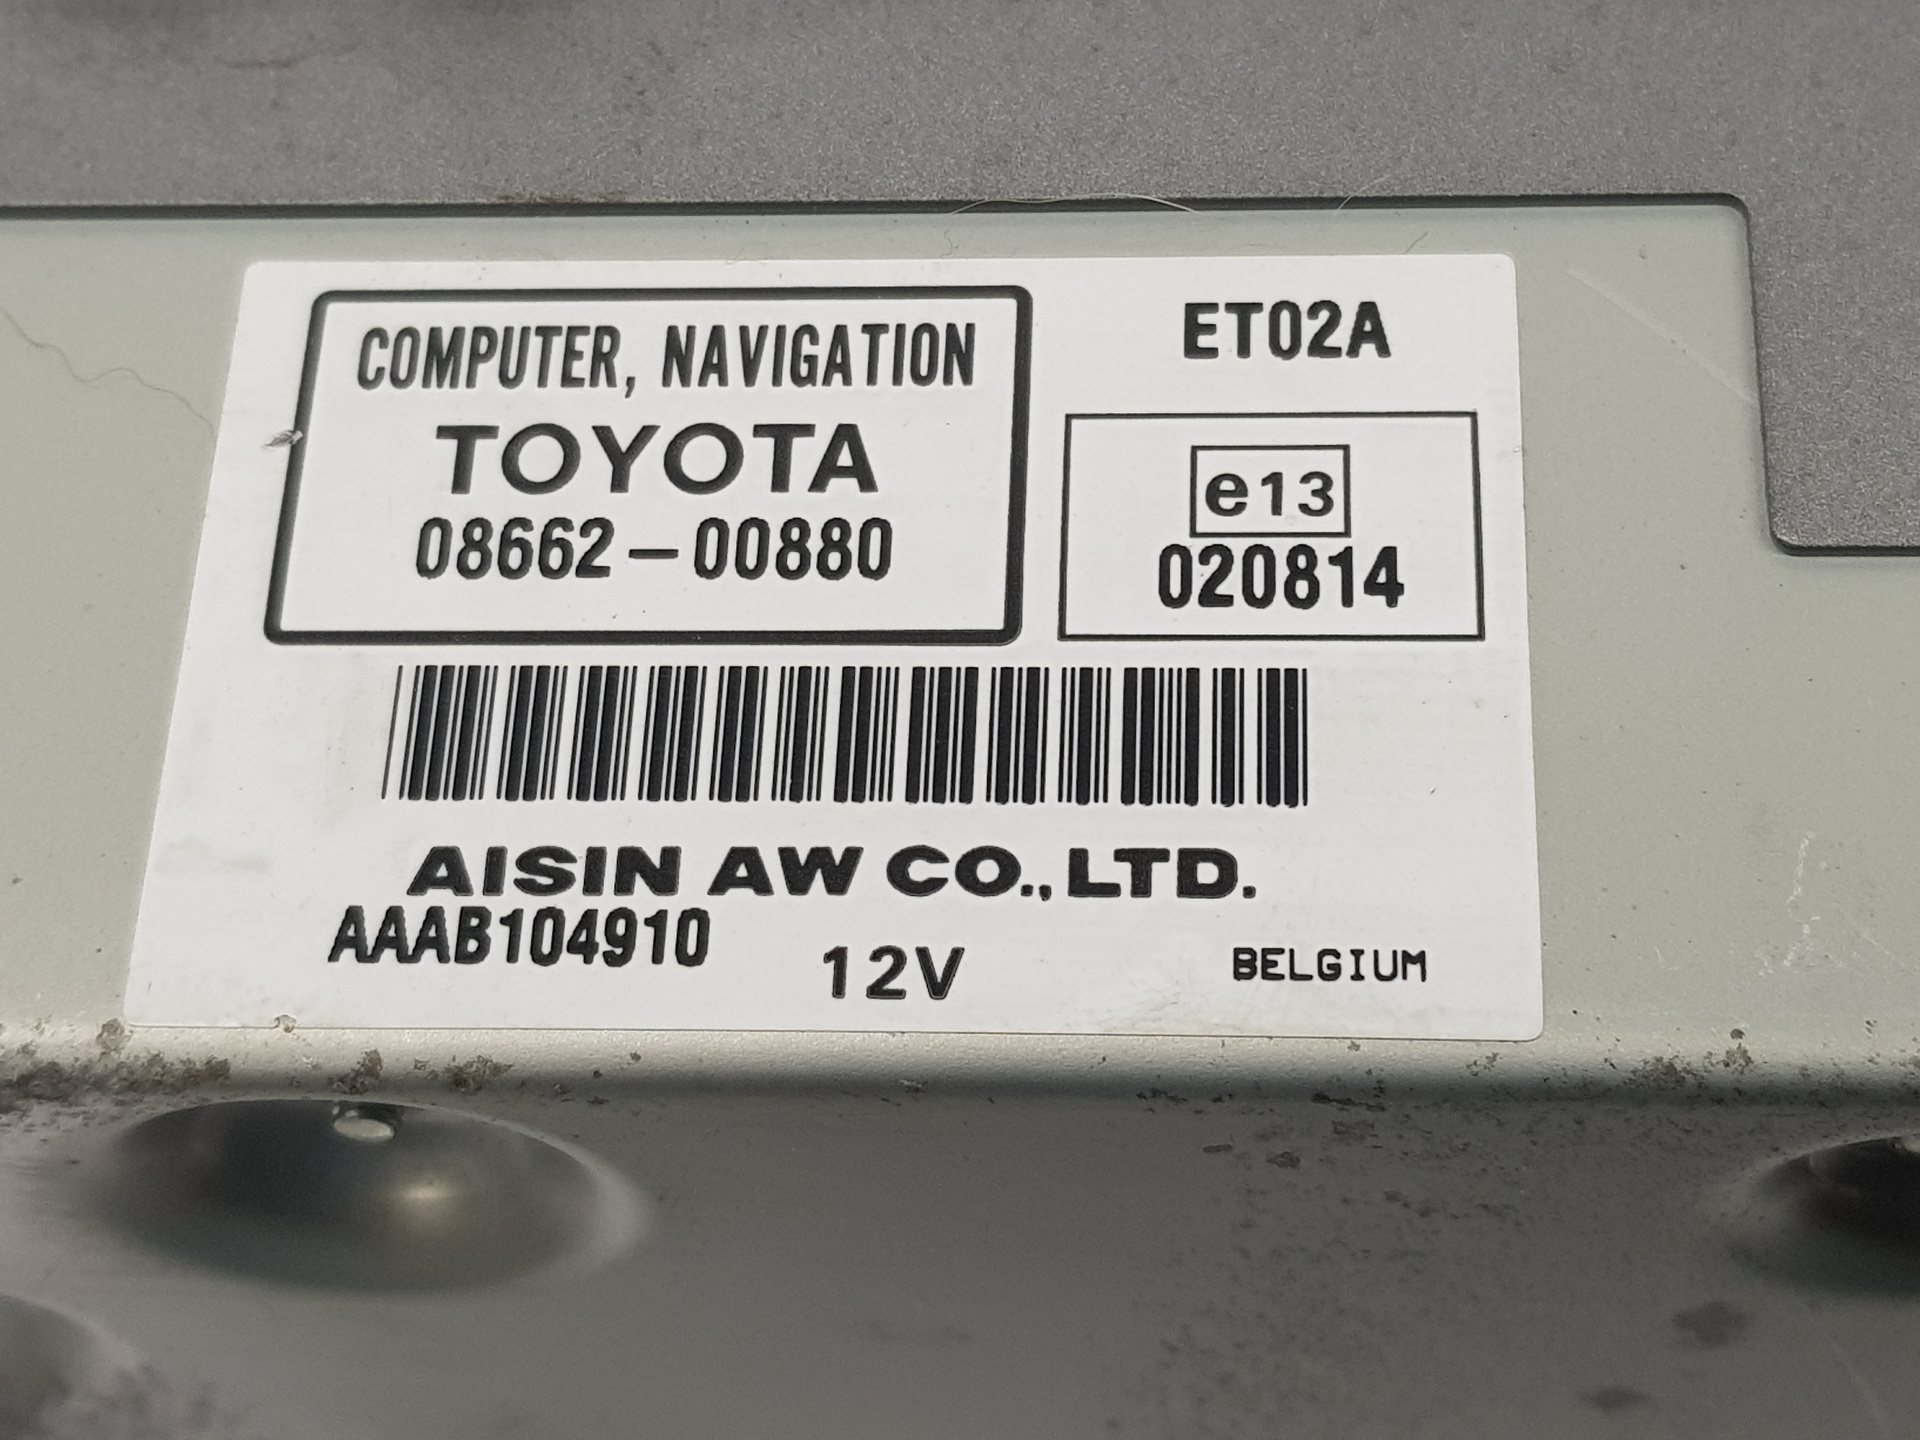 COMPUTER, NAVIGATION
TOYOTA
08662-00880
ET02A
e13
020814
AISIN AW CO., LTD.
AAAB104910
12V
BELGIUM